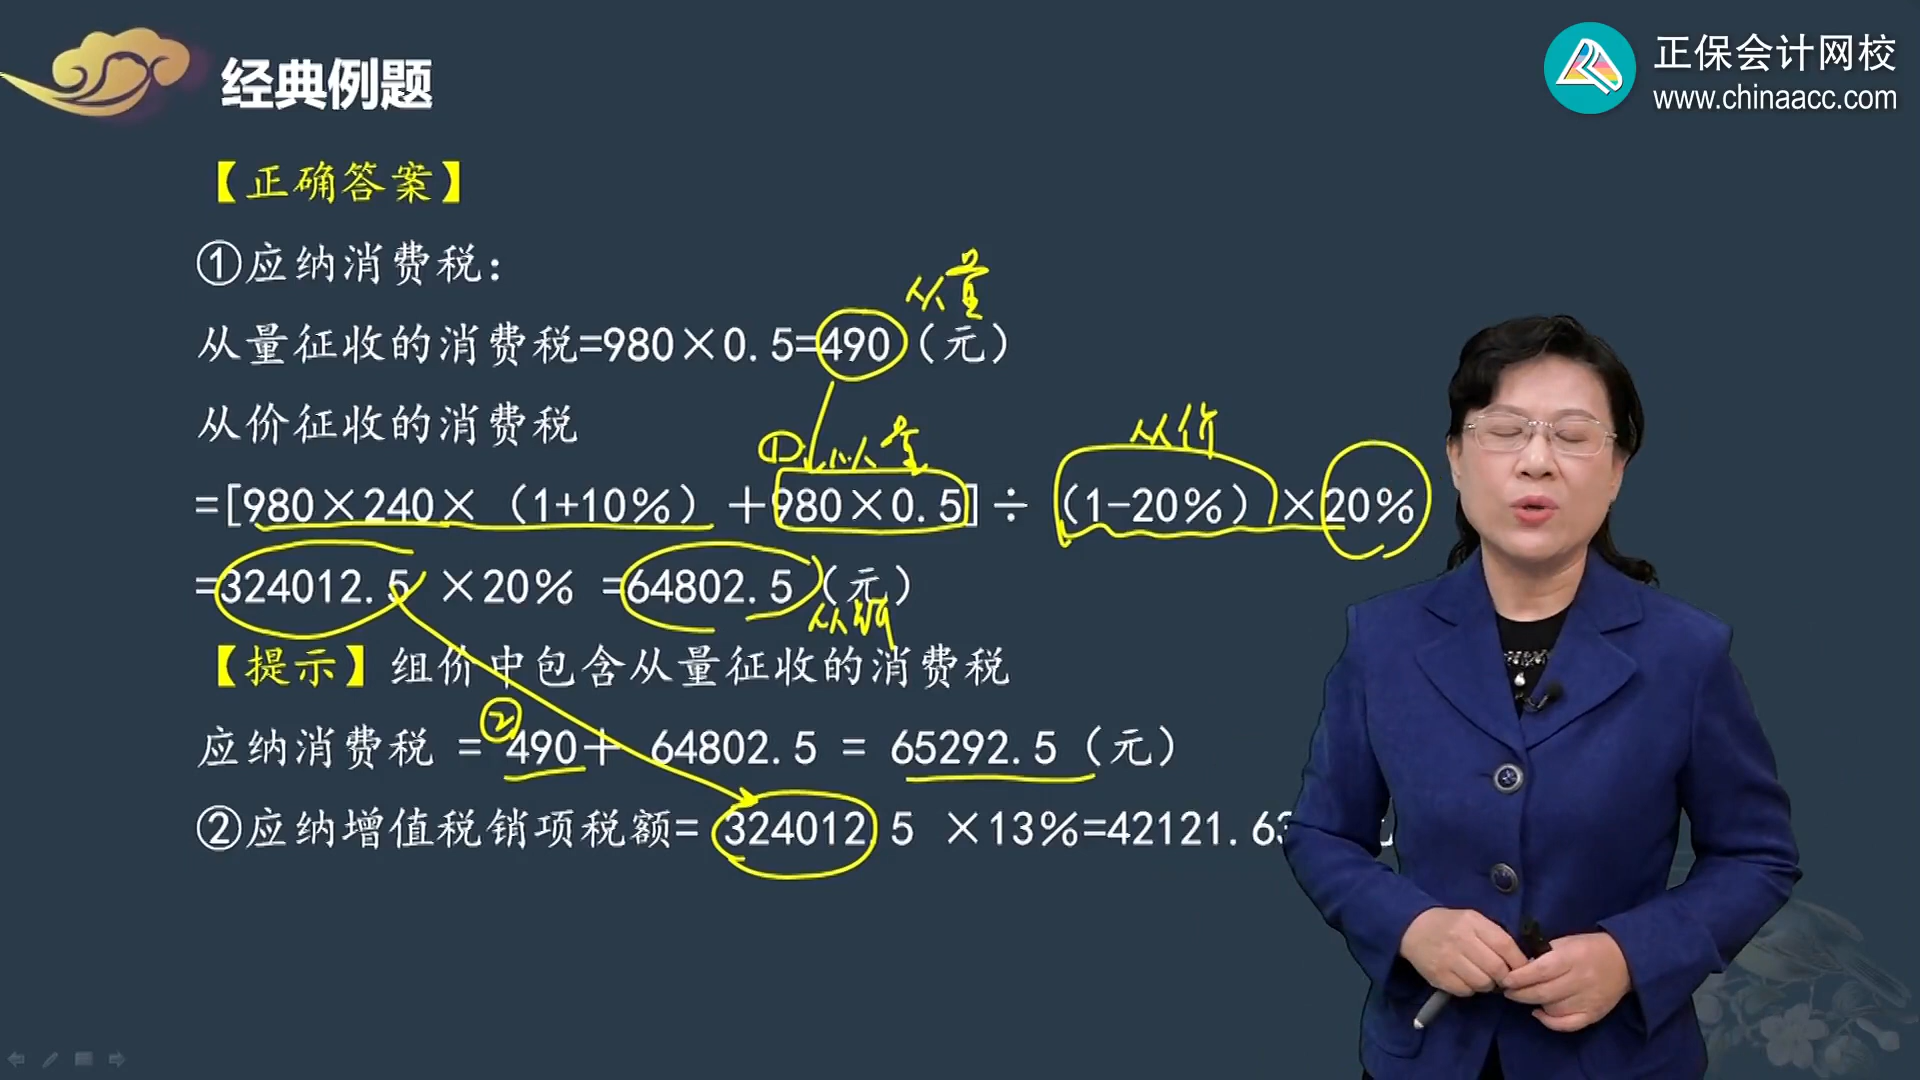 经典例题
正保会计网校
www.chinaacc.com
【正确答案】
①应纳消费税:
从量
从量征收的消费税=980×0.5=490（元）
从价征收的消费税
从价
① 从量
=[980×240×（1+10%）+980×0.5]÷（1-20%）×20%
=324012.5 ×20% =64802.5（元）
从价
【提示】组价中包含从量征收的消费税
②
应纳消费税 = 490+ 64802.5 = 65292.5（元）
②应纳增值税销项税额= 324012.5 ×13%=42121.63